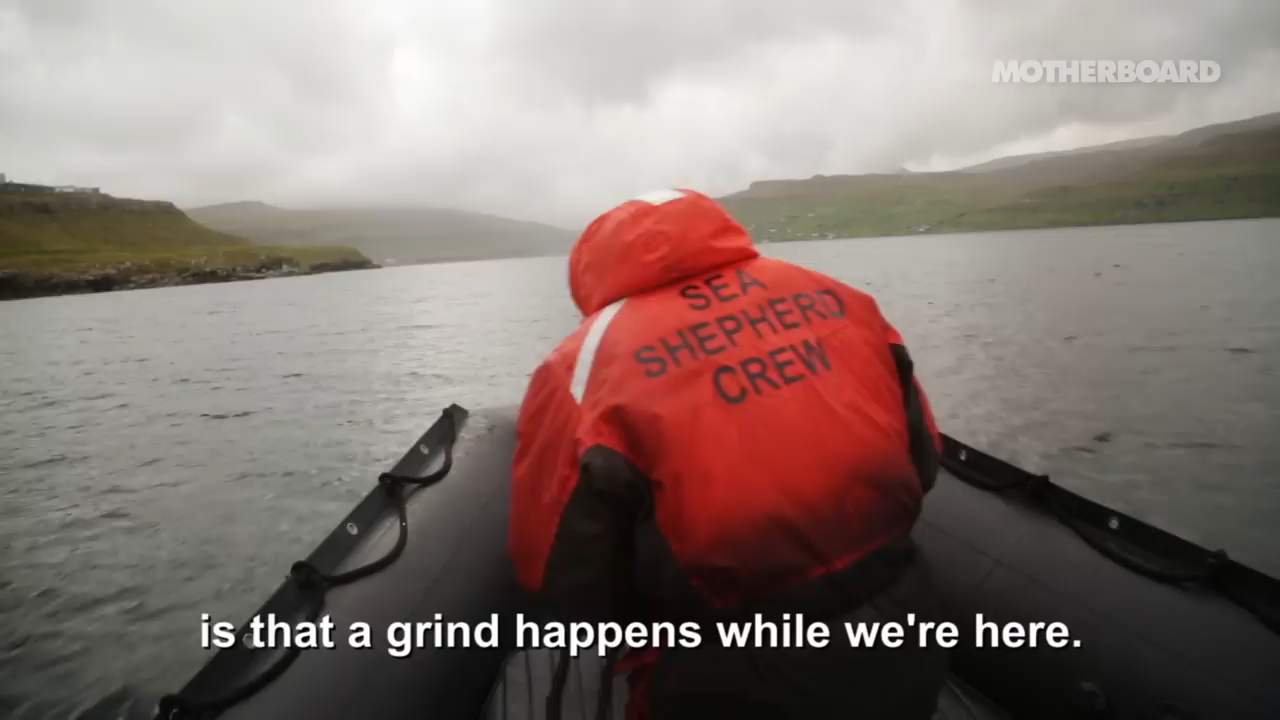 MOTHERBOARD
SEA
SHEPHERD
CREW
is that a grind happens while we're here.